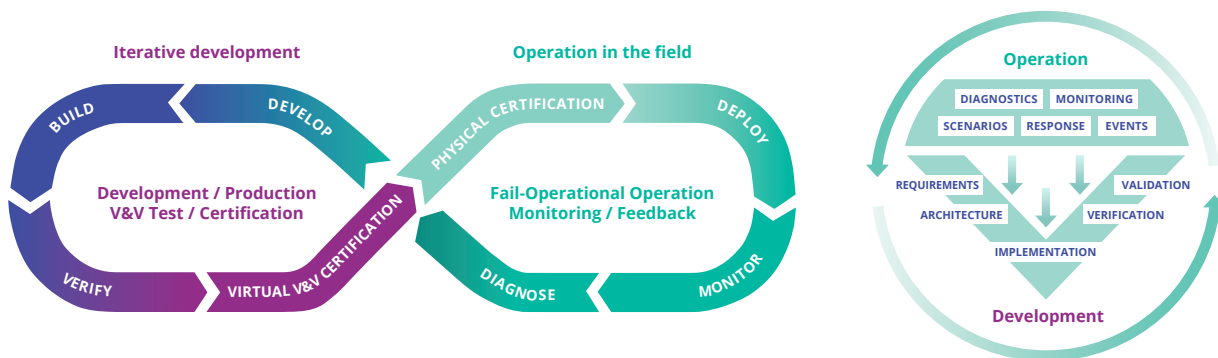 Iterative development
Operation in the field
BUILD
DEVELOP
PHYSICAL CERTIFICATION
DEPLOY
Development / Production
V&V Test / Certification
Fail-Operational Operation
Monitoring / Feedback
VERIFY
VIRTUAL V&V CERTIFICATION
DIAGNOSE
MONITOR
Operation
DIAGNOSTICS
MONITORING
SCENARIOS
RESPONSE
EVENTS
REQUIREMENTS
VALIDATION
ARCHITECTURE
VERIFICATION
IMPLEMENTATION
Development